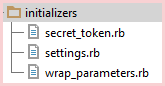 initializers
secret_token.rb
settings.rb
wrap_parameters.rb